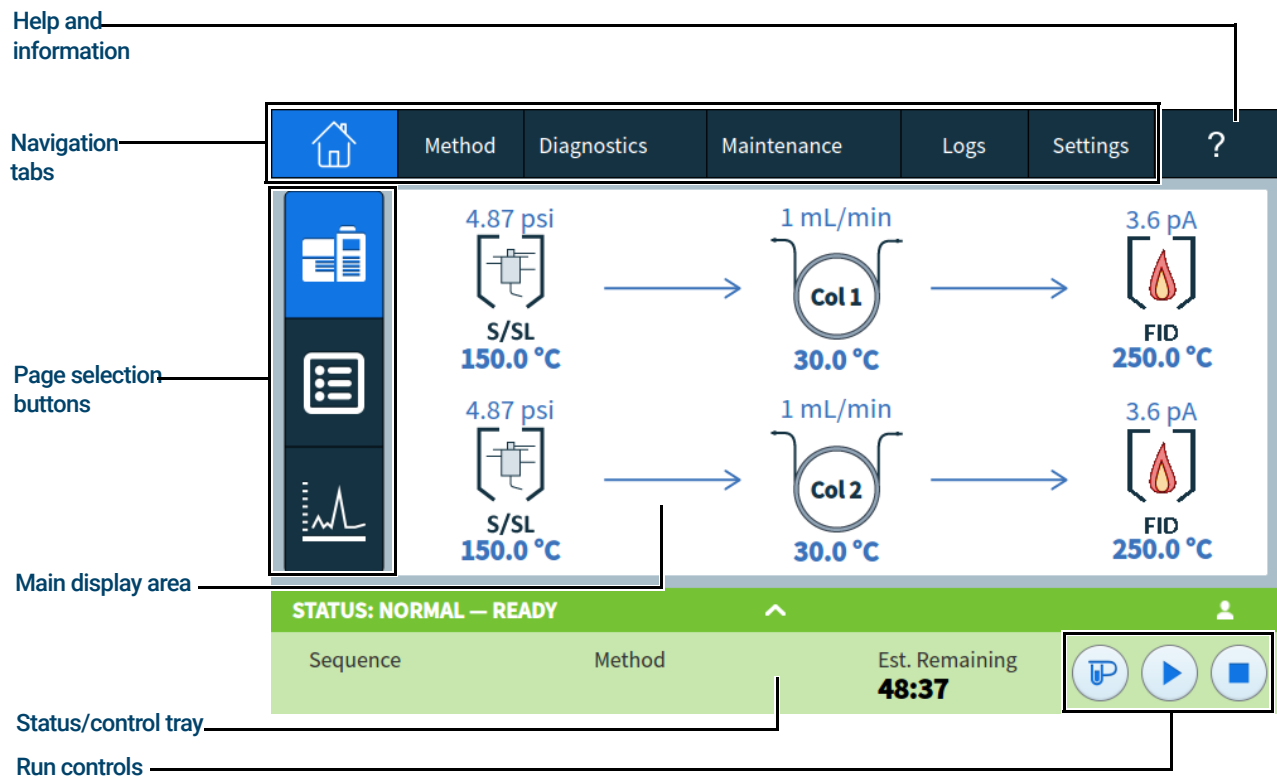 Help and
information
Navigation
tabs
Method Diagnostics Maintenance Logs Settings ?
4.87 psi 1 mL/min 3.6 pA
Col 1
S/SL FID
150.0 °C 30.0 °C 250.0 °C
Page selection
buttons
4.87 psi 1 mL/min 3.6 pA
Col 2
S/SL FID
150.0 °C 30.0 °C 250.0 °C
Main display area
STATUS: NORMAL — READY
Sequence Method Est. Remaining
48:37
Status/control tray
Run controls